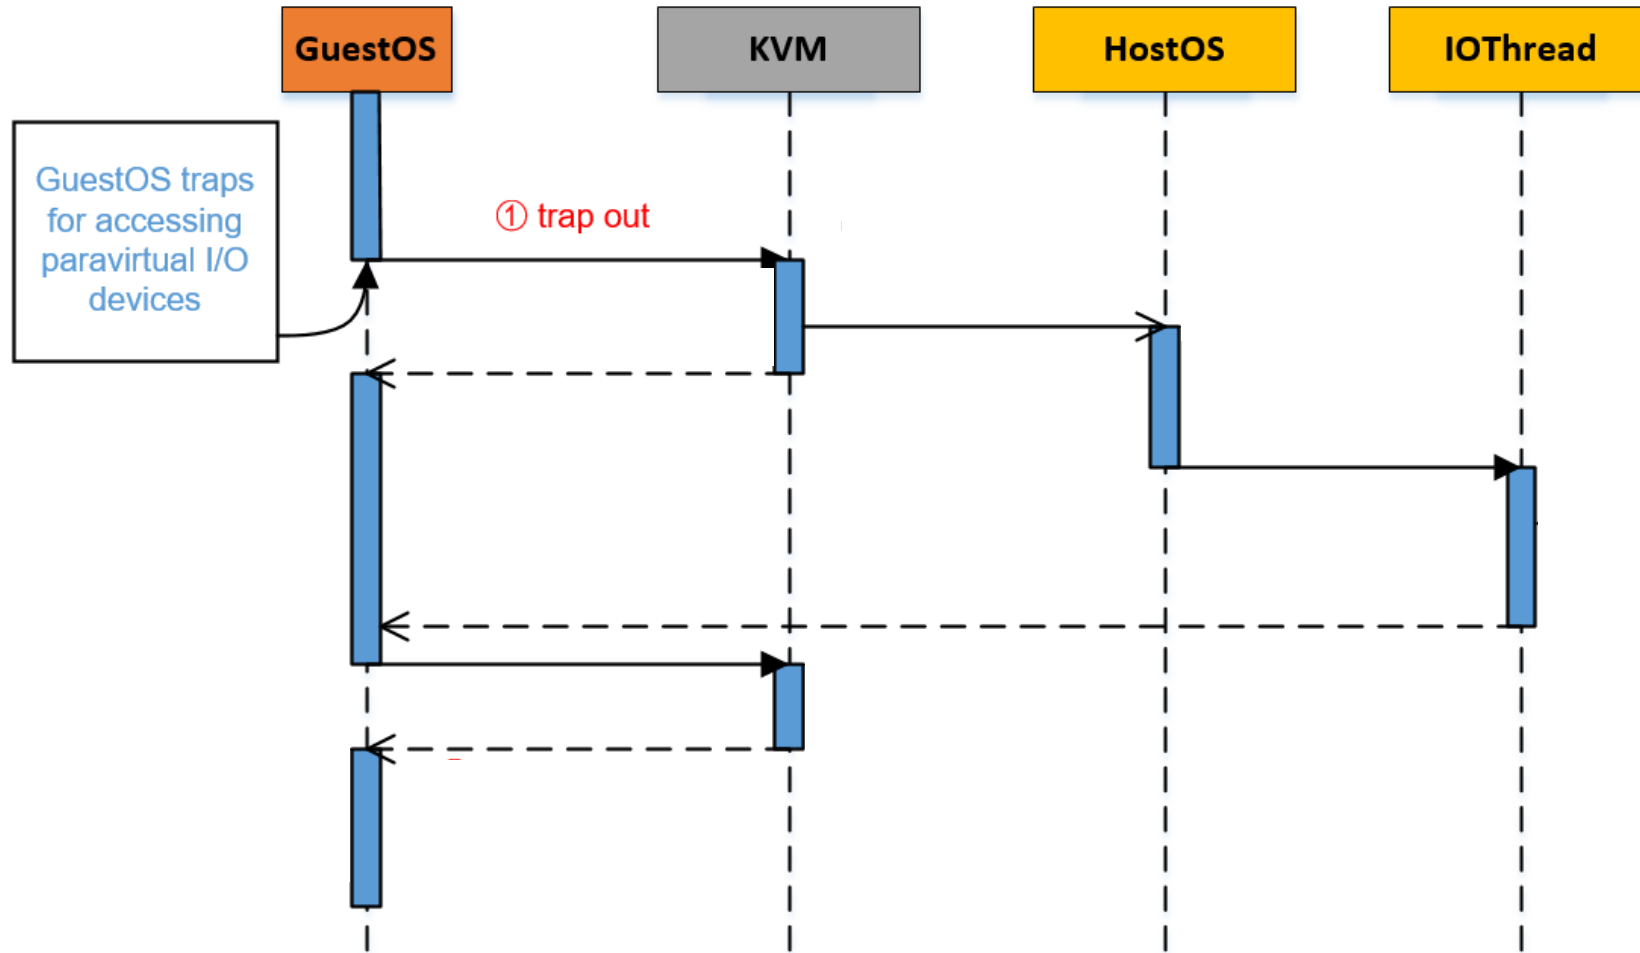 GuestOS
KVM
HostOS
IOThread
GuestOS traps
for accessing
paravirtual I/O
devices
① trap out